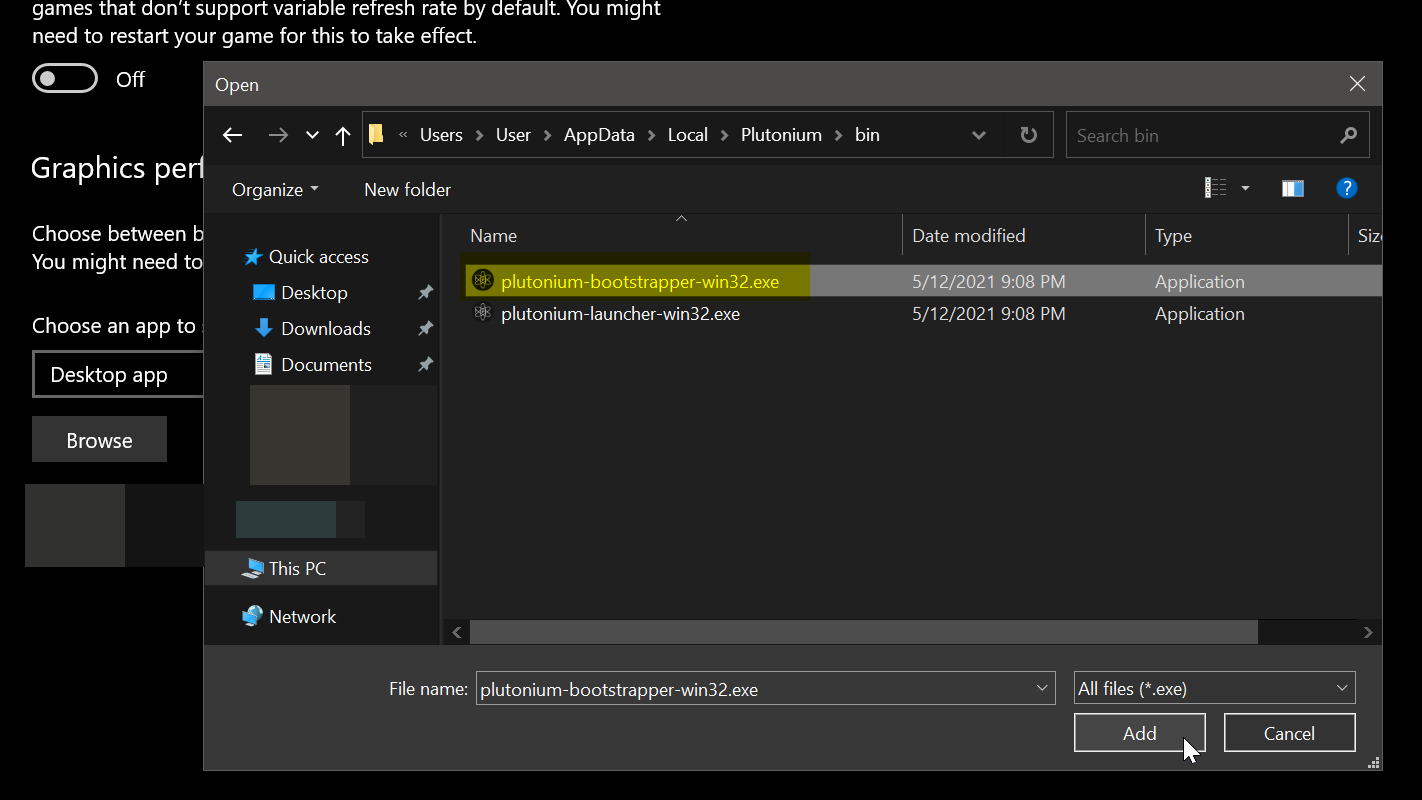 games that don't support variable refresh rate by default. You might
need to restart your game for this to take effect.
Off
Open
« Users > User > AppData > Local > Plutonium > bin
Search bin
Graphics perf
Organize
New folder
Choose between b
You might need to
Choose an app to s
Desktop app
Browse
Quick access
Desktop
Downloads
Documents
This PC
Network
Name Date modified Type Siz
plutonium-bootstrapper-win32.exe 5/12/2021 9:08 PM Application
plutonium-launcher-win32.exe 5/12/2021 9:08 PM Application
File name: plutonium-bootstrapper-win32.exe
All files (*.exe)
Add
Cancel